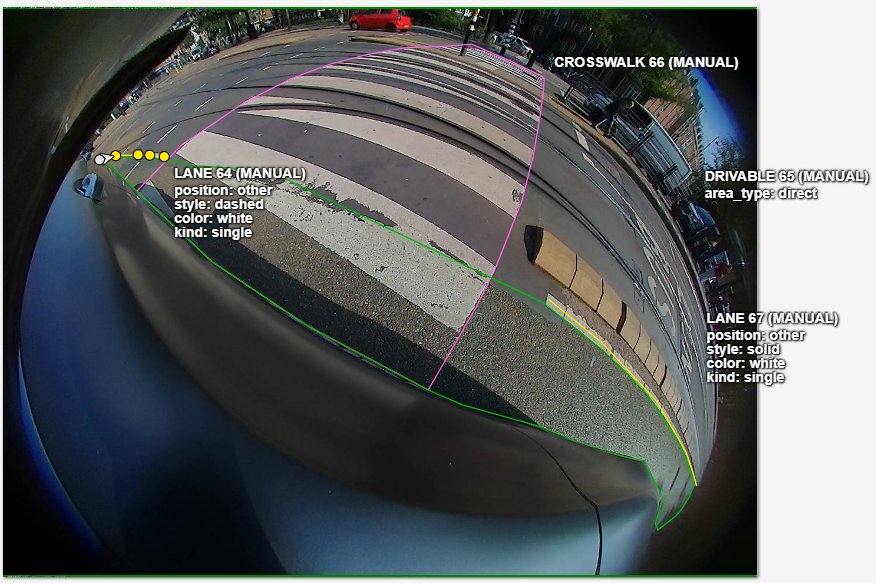 CROSSWALK 66 (MANUAL)
LANE 64 (MANUAL)
position: other
style: dashed
color: white
kind: single
DRIVABLE 65 (MANUAL)
area_type: direct
LANE 67 (MANUAL)
position: other
style: solid
color: white
kind: single